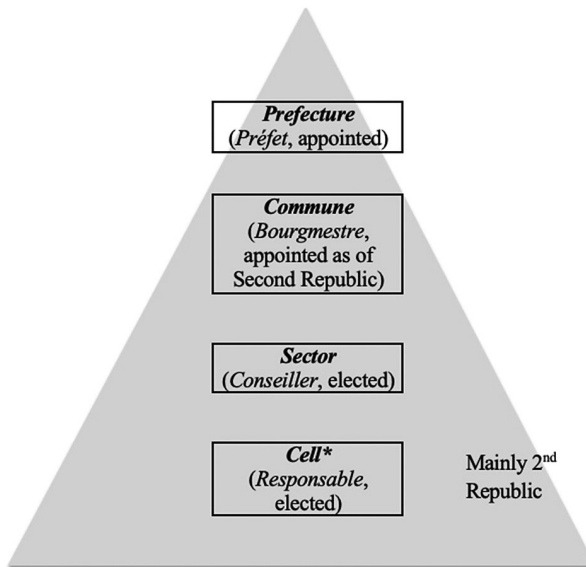 Prefecture
(Préfet, appointed)
Commune
(Bourgmestre,
appointed as of
Second Republic)
Sector
(Conseiller, elected)
Cell*
(Responsable,
elected)
Mainly 2nd
Republic